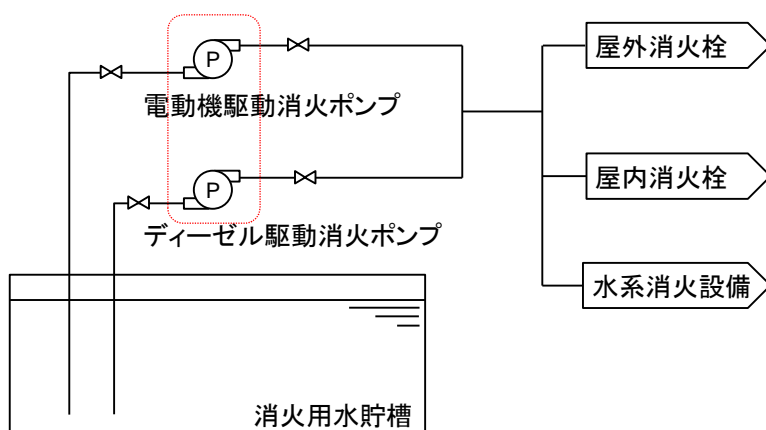 P
屋外消火栓
電動機駆動消火ポンプ
P
屋内消火栓
ディーゼル駆動消火ポンプ
水系消火設備
消火用水貯槽